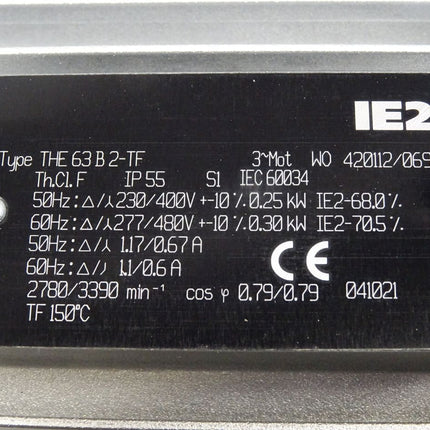 IE2
Type THE 63 B 2-TF 3~Mot WO 420112/069
Th.Cl. F IP 55 S1 IEC 60034
50Hz: △/⅄ 230/400V +-10 % 0.25 kW IE2-68.0 %
60Hz: △/⅄ 277/480V +-10 % 0.30 kW IE2-70.5 %
50Hz: △/⅄ 1.17/0.67 A
60Hz: △/⅄ 1.1/0.6 A CE
2780/3390 min⁻¹ cos φ 0.79/0.79 041021
TF 150°C